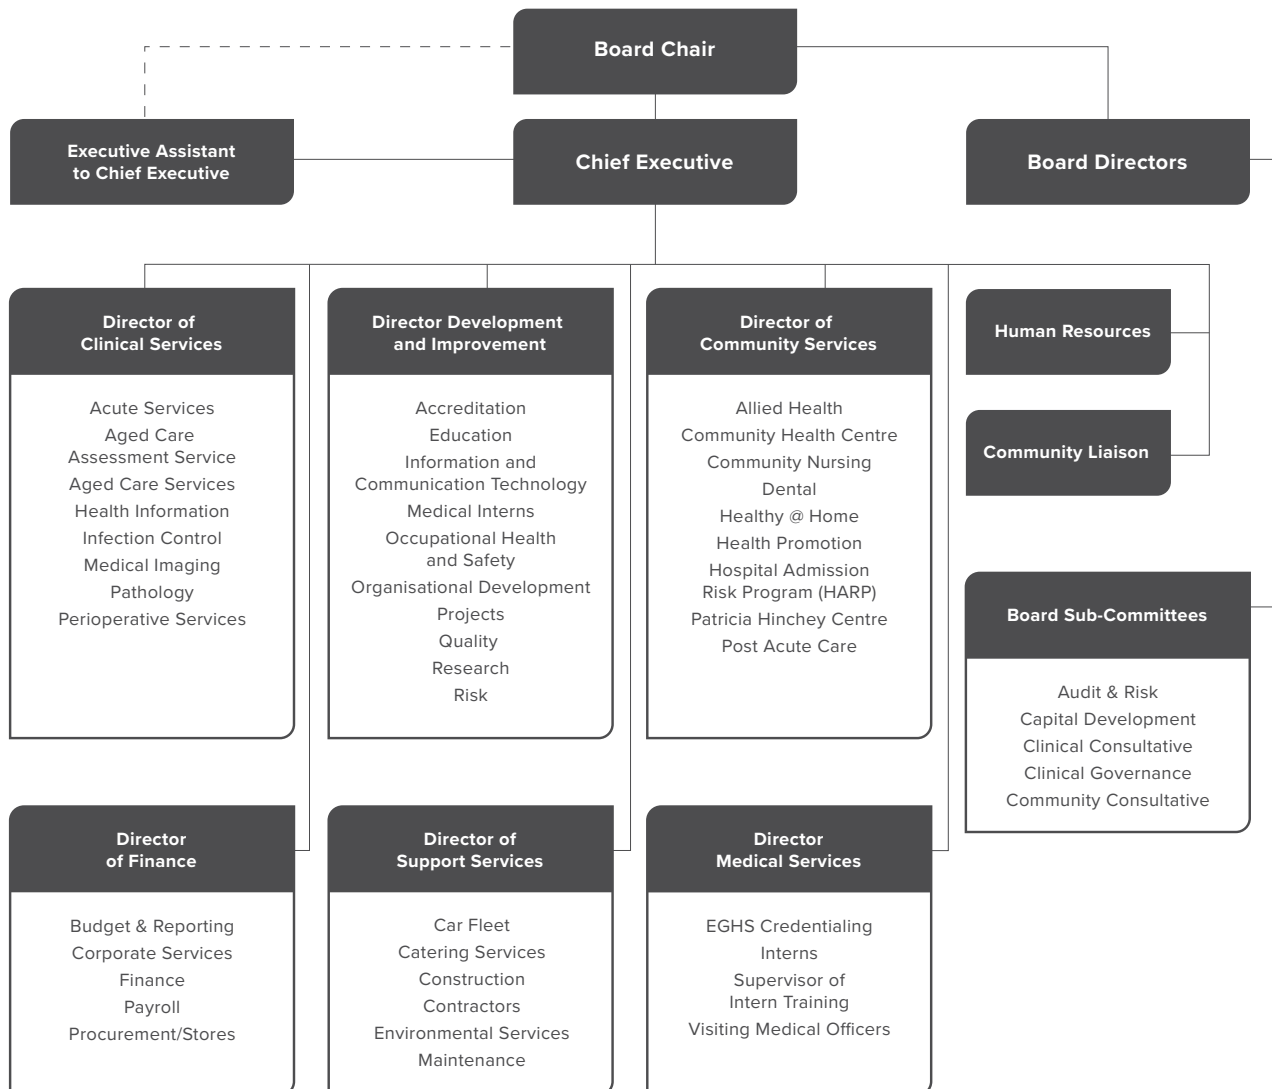 Board Chair
Executive Assistant
to Chief Executive
Chief Executive
Board Directors
Director of
Clinical Services
Acute Services
Aged Care
Assessment Service
Aged Care Services
Health Information
Infection Control
Medical Imaging
Pathology
Perioperative Services
Director Development
and Improvement
Accreditation
Education
Information and
Communication Technology
Medical Interns
Occupational Health
and Safety
Organisational Development
Projects
Quality
Research
Risk
Director of
Community Services
Allied Health
Community Health Centre
Community Nursing
Dental
Healthy @ Home
Health Promotion
Hospital Admission
Risk Program (HARP)
Patricia Hinchey Centre
Post Acute Care
Human Resources
Community Liaison
Board Sub-Committees
Audit & Risk
Capital Development
Clinical Consultative
Clinical Governance
Community Consultative
Director
of Finance
Budget & Reporting
Corporate Services
Finance
Payroll
Procurement/Stores
Director of
Support Services
Car Fleet
Catering Services
Construction
Contractors
Environmental Services
Maintenance
Director
Medical Services
EGHS Credentialing
Interns
Supervisor of
Intern Training
Visiting Medical Officers